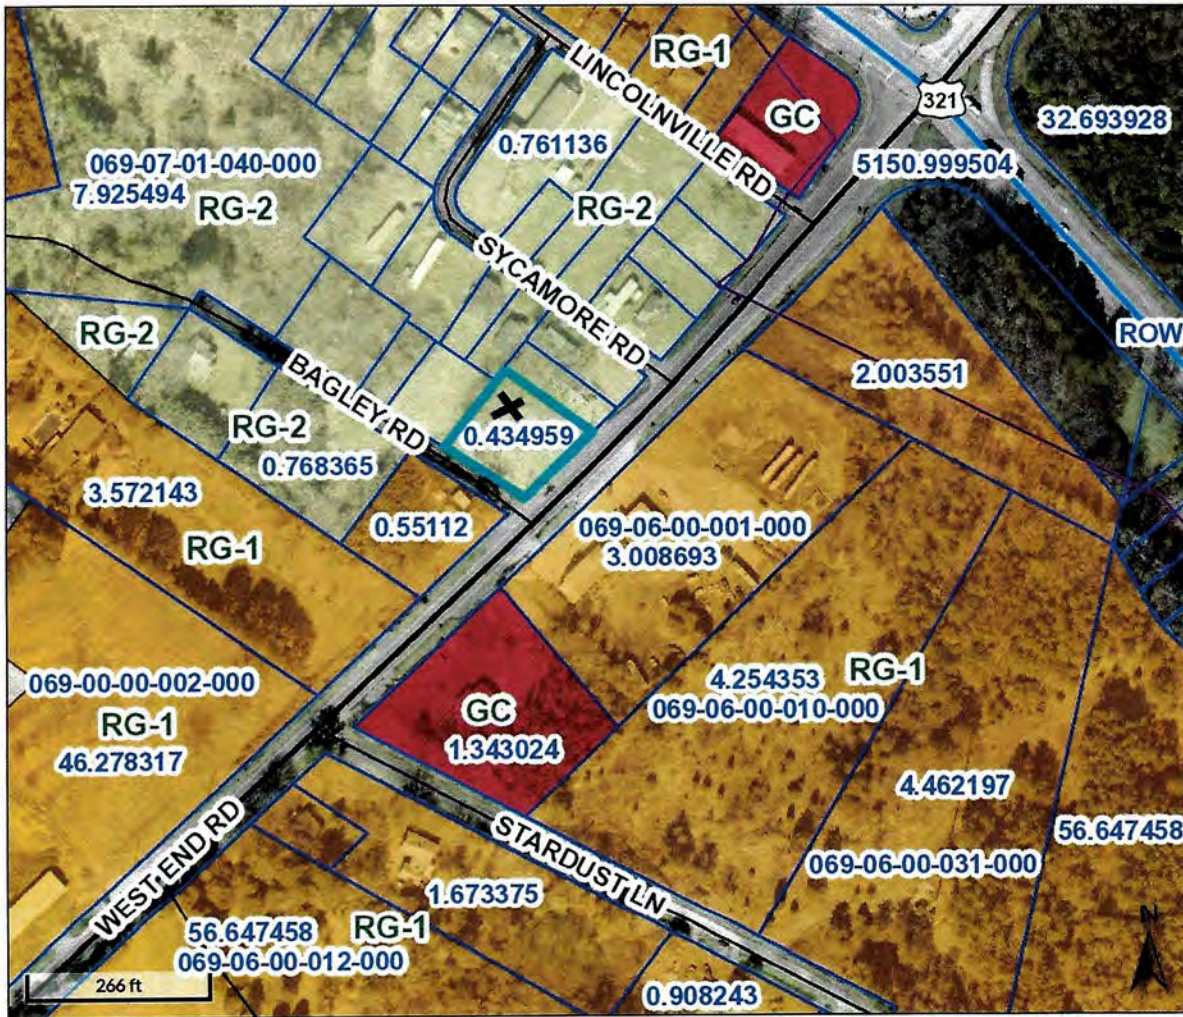 RG-1
LINCOLNVILLE RD
GC
321
32.693928
0.761136
5150.999504
069-07-01-040-000
7.925494
RG-2
RG-2
SYCAMORE RD
ROW
RG-2
BAGLEY RD
2.003551
RG-2
0.768365
0.434959
3.572143
0.55112
069-06-00-001-000
3.008693
RG-1
069-00-00-002-000
RG-1
46.278317
GC
1.343024
4.254353
RG-1
069-06-00-010-000
4.462197
56.647458
069-06-00-031-000
WEST END RD
STARDUST LN
1.673375
56.647458
RG-1
069-06-00-012-000
266 ft
0.908243
N